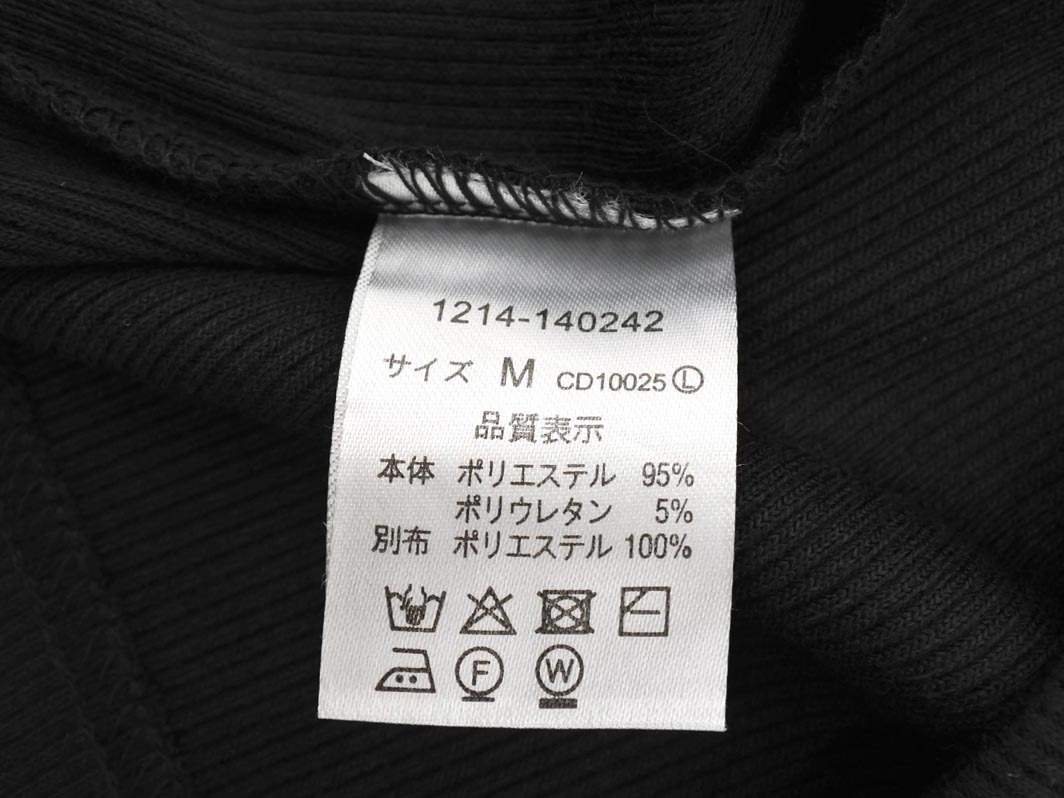 1214-140242
サイズ M CD10025 Ⓛ
品質表示
本体 ポリエステル 95%
ポリウレタン 5%
別布 ポリエステル 100%
F W